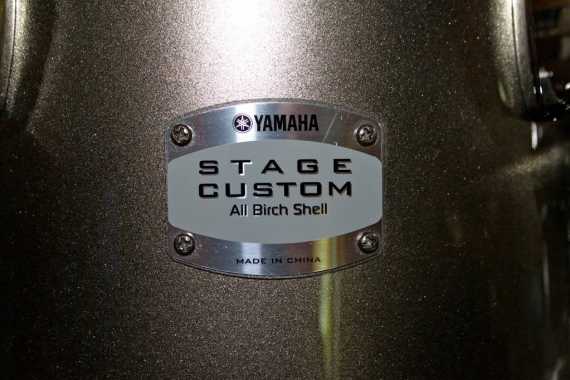 YAMAHA
STAGE
CUSTOM
All Birch Shell
MADE IN CHINA